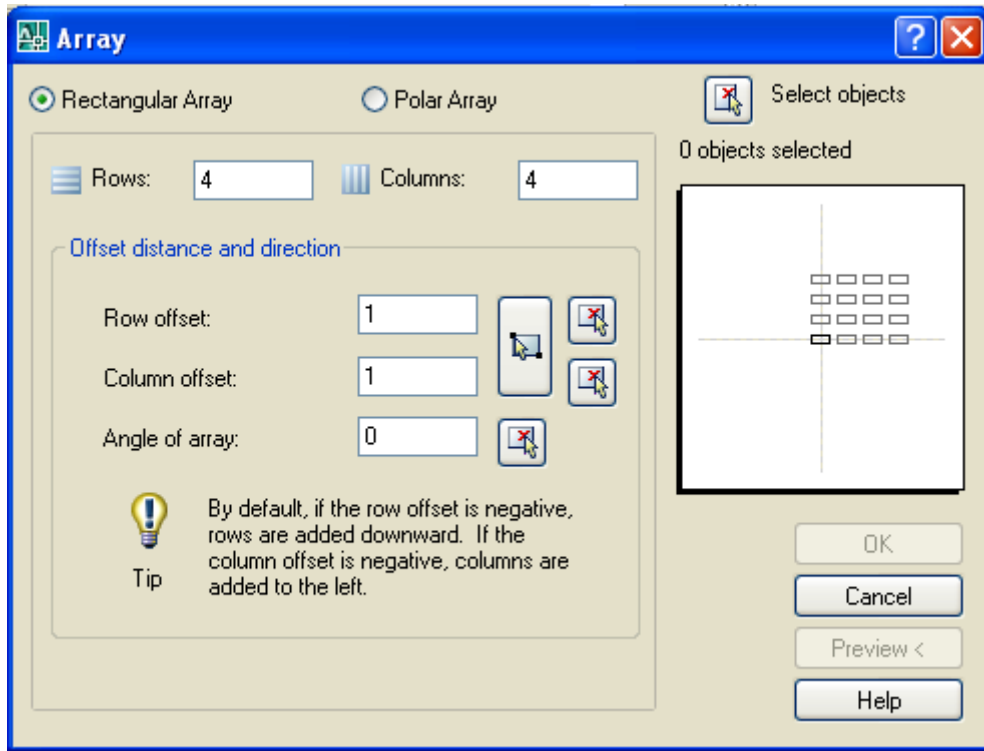 Array
Rectangular Array
Polar Array
Select objects
0 objects selected
Rows: 4
Columns: 4
Offset distance and direction
Row offset: 1
Column offset: 1
Angle of array: 0
Tip
By default, if the row offset is negative,
rows are added downward. If the
column offset is negative, columns are
added to the left.
OK
Cancel
Preview <
Help